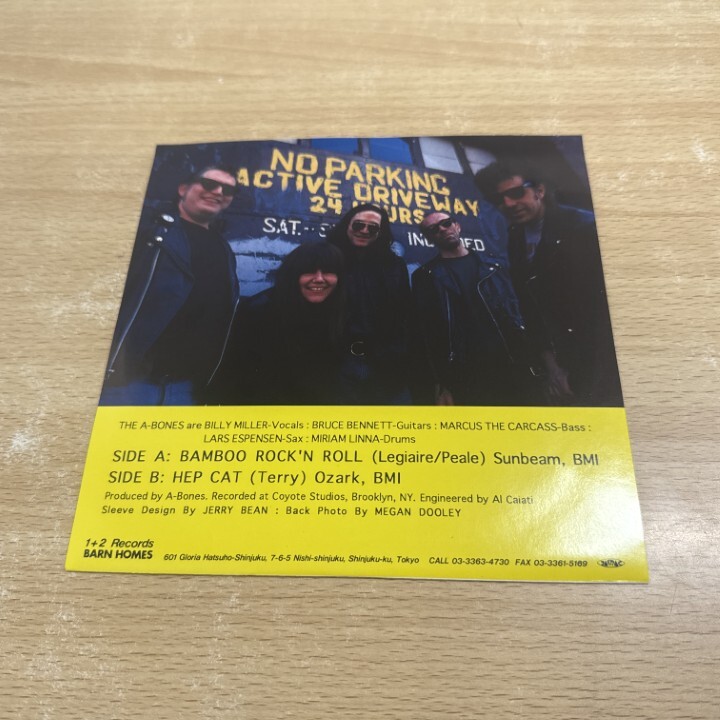 NO PARKING
ACTIVE DRIVEWAY
24 HOURS
SAT.
THE A-BONES are BILLY MILLER-Vocals : BRUCE BENNETT-Guitars : MARCUS THE CARCASS-Bass :
LARS ESPENSEN-Sax : MIRIAM LINNA-Drums
SIDE A: BAMBOO ROCK'N ROLL (Legiaire/Peale) Sunbeam, BMI
SIDE B: HEP CAT (Terry) Ozark, BMI
Produced by A-Bones. Recorded at Coyote Studios, Brooklyn, NY. Engineered by Al Caiati
Sleeve Design By JERRY BEAN : Back Photo By MEGAN DOOLEY
1+2 Records
BARN HOMES 601 Gloria Hatsuho-Shinjuku, 7-6-5 Nishi-shinjuku, Shinjuku-ku, Tokyo CALL 03-3363-4730 FAX 03-3361-5169